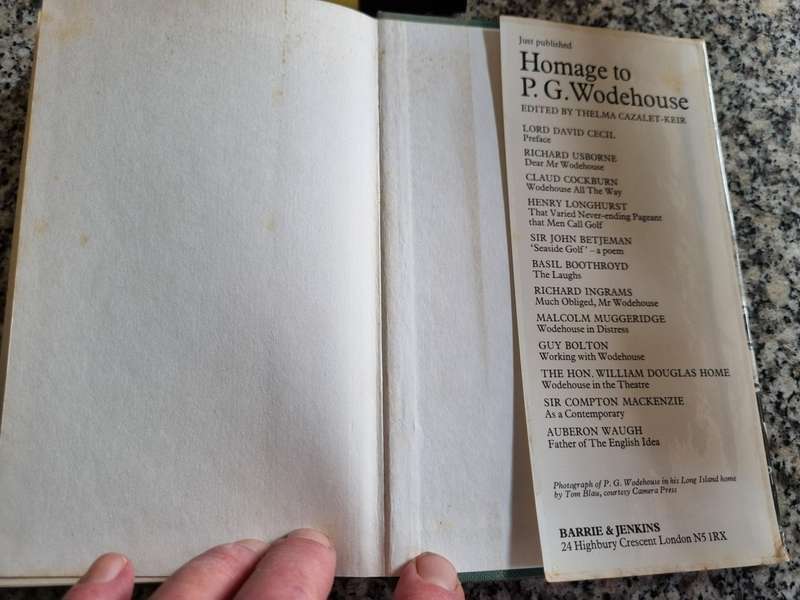 Just published
Homage to
P. G. Wodehouse
EDITED BY THELMA CAZALET-KEIR
LORD DAVID CECIL
Preface
RICHARD USBORNE
Dear Mr Wodehouse
CLAUD COCKBURN
Wodehouse All The Way
HENRY LONGHURST
That Varied Never-ending Pageant
that Men Call Golf
SIR JOHN BETJEMAN
'Seaside Golf' – a poem
BASIL BOOTHROYD
The Laughs
RICHARD INGRAMS
Much Obliged, Mr Wodehouse
MALCOLM MUGGERIDGE
Wodehouse in Distress
GUY BOLTON
Working with Wodehouse
THE HON. WILLIAM DOUGLAS HOME
Wodehouse in the Theatre
SIR COMPTON MACKENZIE
As a Contemporary
AUBERON WAUGH
Father of The English Idea
Photograph of P. G. Wodehouse in his Long Island home
by Tom Blau, courtesy Camera Press
BARRIE & JENKINS
24 Highbury Crescent London N5 1RX